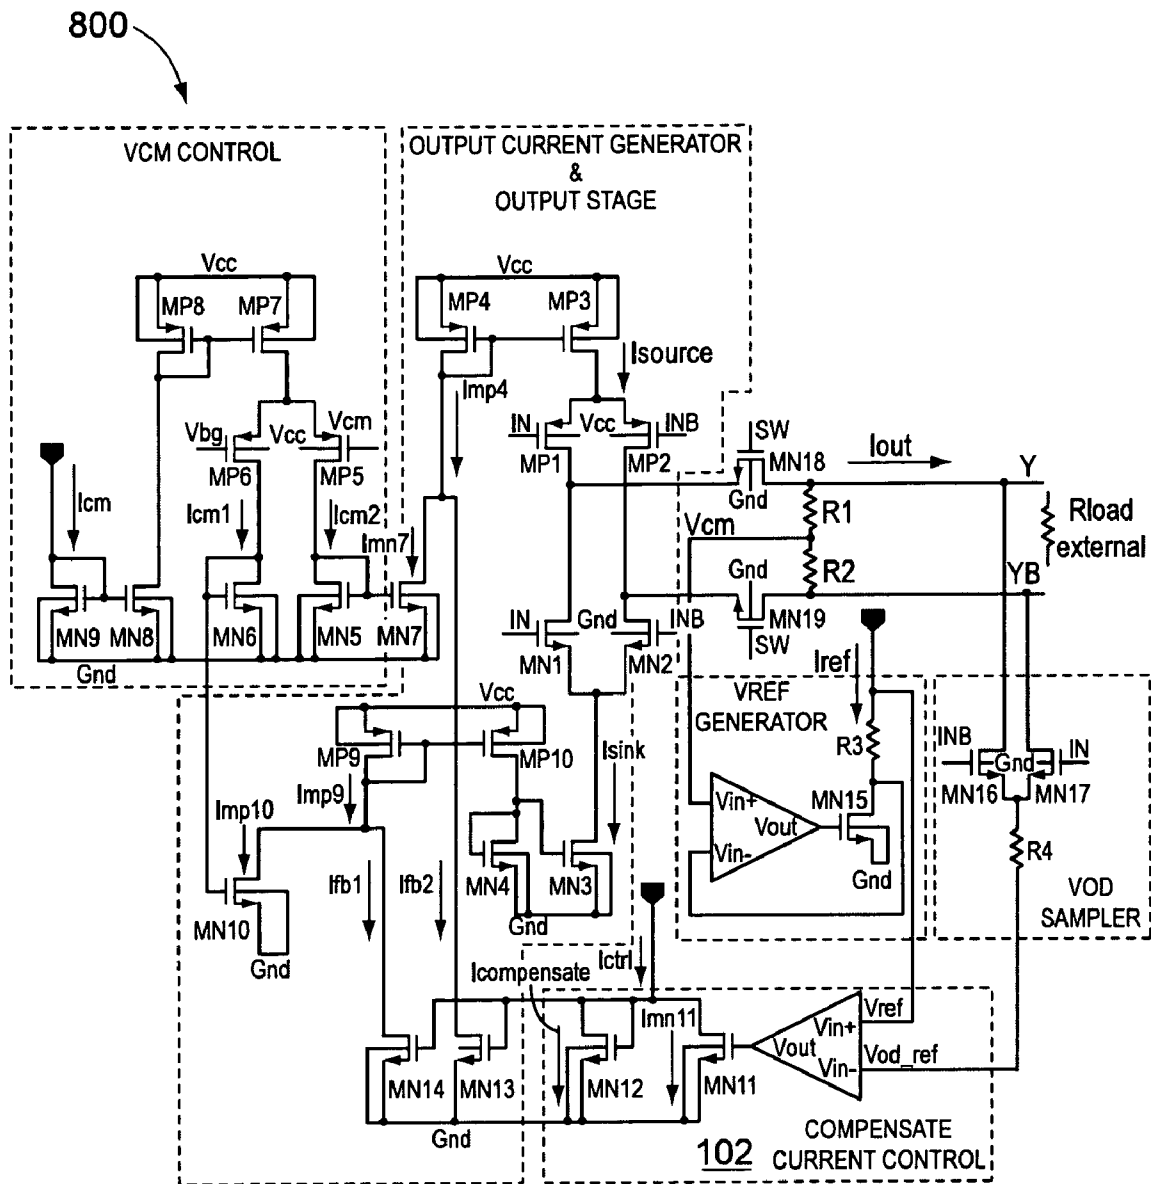 800
VCM CONTROL
OUTPUT CURRENT GENERATOR
&
OUTPUT STAGE
Vcc
MP8
MP7
Vcc
MP4
MP3
Isource
Imp4
Vbg
Vcc
Vcm
MP6
MP5
IN
Vcc
INB
MP1
MP2
SW
MN18
Gnd
Iout
Y
Icm
Icm1
Icm2
Imn7
Vcm
R1
R2
Rload
external
Gnd
YB
MN19
SW
MN9
MN8
MN6
MN5
MN7
Gnd
IN
Gnd
INB
MN1
MN2
Iref
VREF
GENERATOR
R3
Vcc
MP9
MP10
Isink
Imp9
Imp10
MN10
Gnd
Ifb1
Ifb2
MN4
MN3
Gnd
Vin+
Vout
Vin-
MN15
Gnd
INB
Gnd
IN
MN16
MN17
R4
VOD
SAMPLER
Icompensate
Ictrl
Imn11
MN14
MN13
MN12
MN11
Gnd
Vin+
Vout
Vin-
Vref
Vod_ref
102
COMPENSATE
CURRENT CONTROL